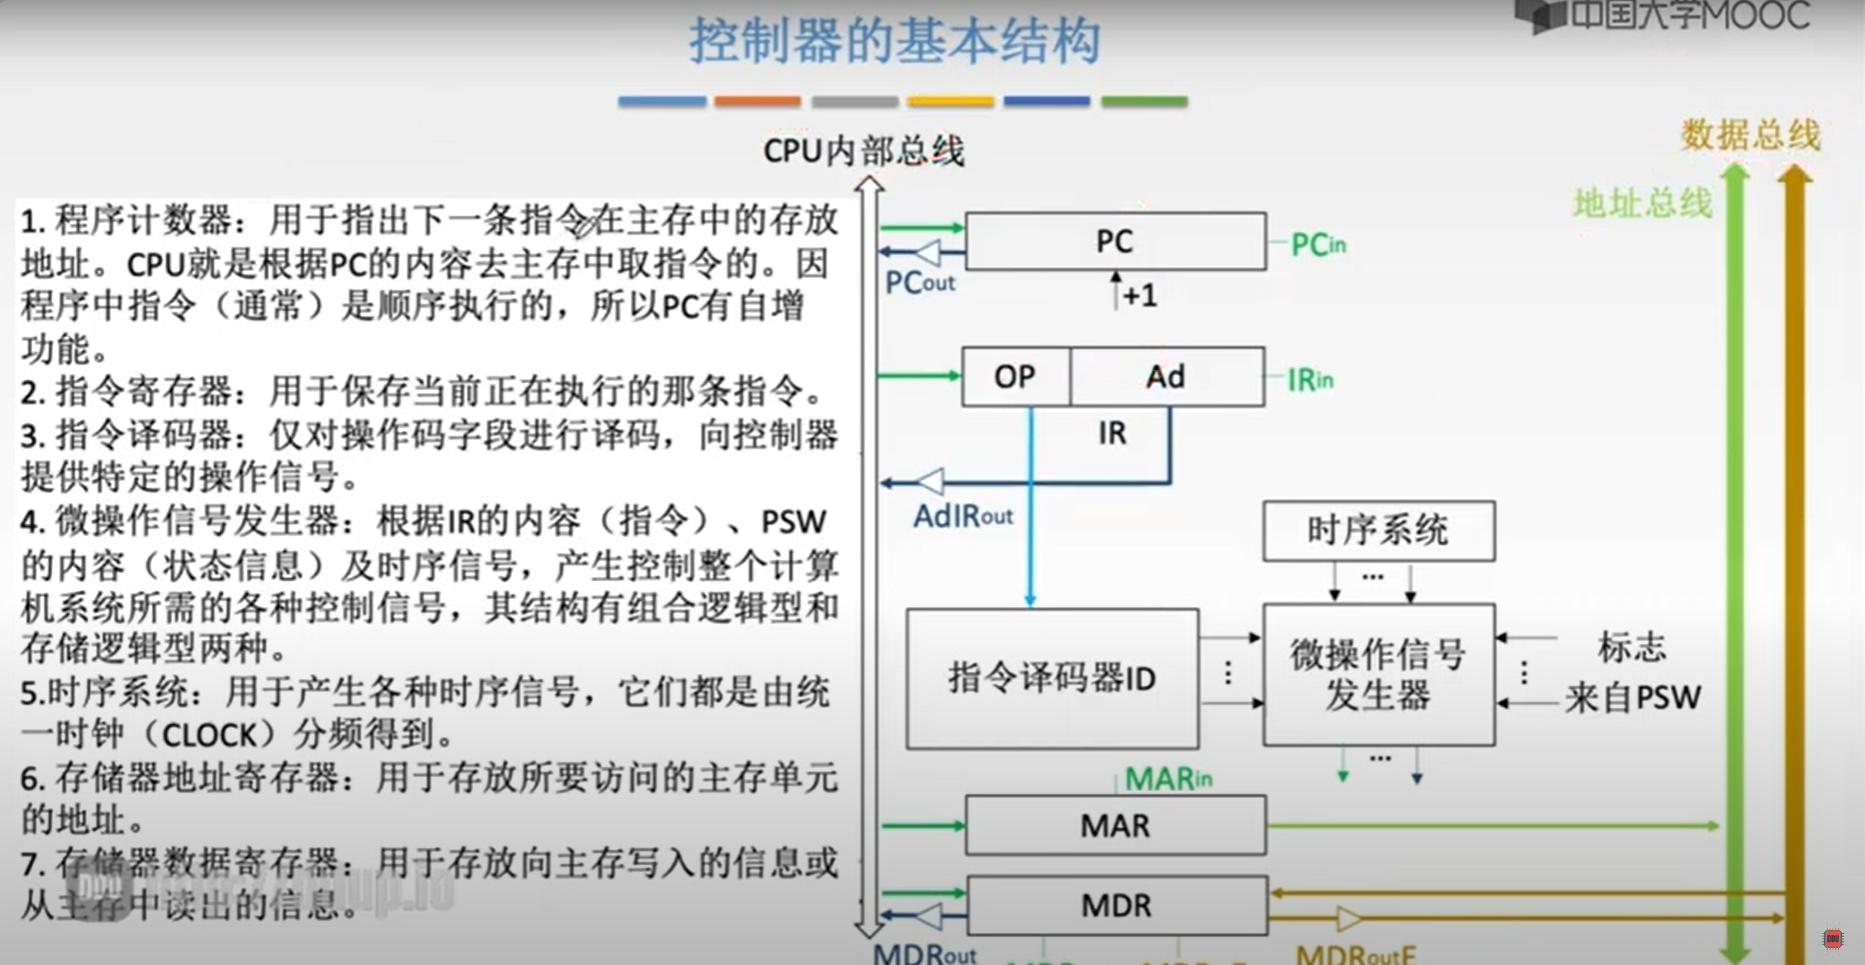 控制器的基本结构
中国大学MOOC
CPU内部总线
数据总线
地址总线
1. 程序计数器：用于指出下一条指令在主存中的存放
地址。CPU就是根据PC的内容去主存中取指令的。因
程序中指令（通常）是顺序执行的，所以PC有自增
功能。
2. 指令寄存器：用于保存当前正在执行的那条指令。
3. 指令译码器：仅对操作码字段进行译码，向控制器
提供特定的操作信号。
4. 微操作信号发生器：根据IR的内容（指令）、PSW
的内容（状态信息）及时序信号，产生控制整个计算
机系统所需的各种控制信号，其结构有组合逻辑型和
存储逻辑型两种。
5.时序系统：用于产生各种时序信号，它们都是由统
一时钟（CLOCK）分频得到。
6. 存储器地址寄存器：用于存放所要访问的主存单元
的地址。
7. 存储器数据寄存器：用于存放向主存写入的信息或
从主存中读出的信息。
PC
PCin
PCout
+1
OP
Ad
IRin
IR
AdIRout
时序系统
...
指令译码器ID
⋮
微操作信号
发生器
⋮
标志
来自PSW
...
MARin
MAR
MDR
MDRout
MDRoutE